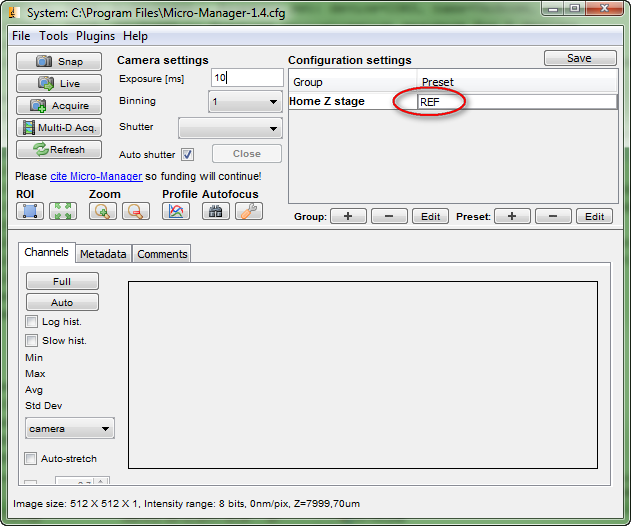 System: C:\Program Files\Micro-Manager-1.4.cfg
File Tools Plugins Help
Snap
Live
Acquire
Multi-D Acq.
Refresh
Camera settings
Exposure [ms] 10
Binning 1
Shutter
Auto shutter Close
Configuration settings Save
Group Preset
Home Z stage REF
Please cite Micro-Manager so funding will continue!
ROI Zoom Profile Autofocus
Group: + - Edit Preset: + - Edit
Channels Metadata Comments
Full
Auto
Log hist.
Slow hist.
Min
Max
Avg
Std Dev
camera
Auto-stretch
Image size: 512 X 512 X 1, Intensity range: 8 bits, 0nm/pix, Z=7999,70um